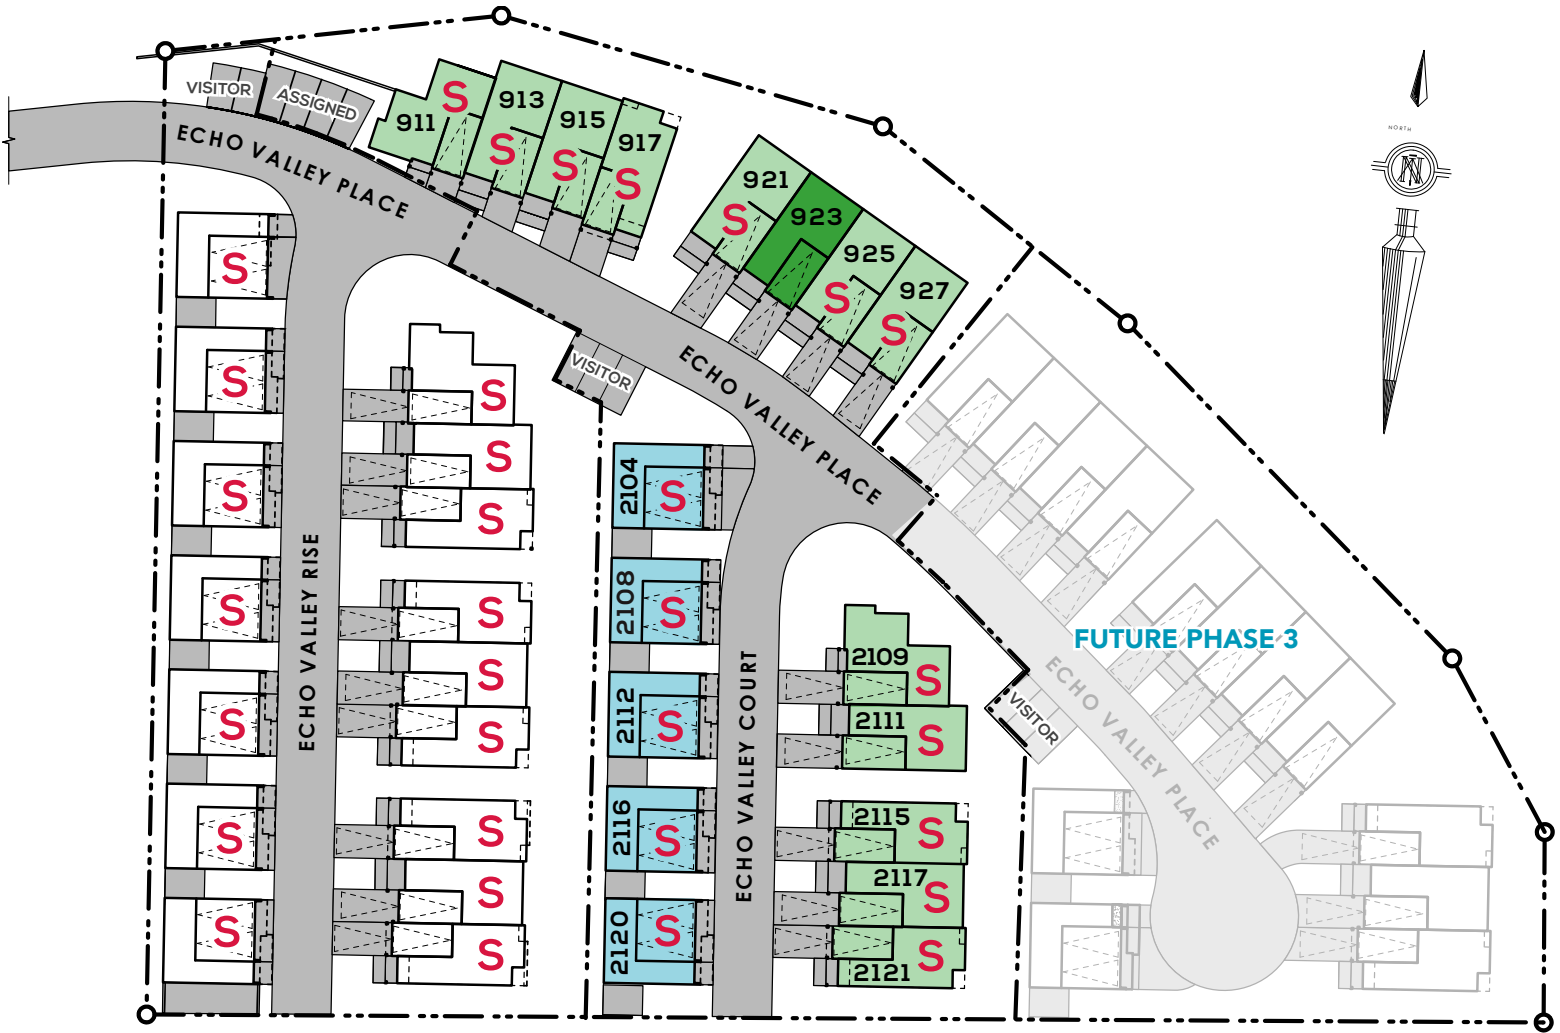 VISITOR
ASSIGNED
ECHO VALLEY PLACE
911
S
913
S
915
S
917
S
921
S
923
925
S
927
S
NORTH
N
VISITOR
ECHO VALLEY PLACE
S
S
S
S
S
S
S
ECHO VALLEY RISE
S
S
S
S
S
S
S
S
S
2104
S
2108
S
2112
S
2116
S
2120
S
ECHO VALLEY COURT
2109
S
2111
S
2115
S
2117
S
2121
S
FUTURE PHASE 3
ECHO VALLEY PLACE
VISITOR